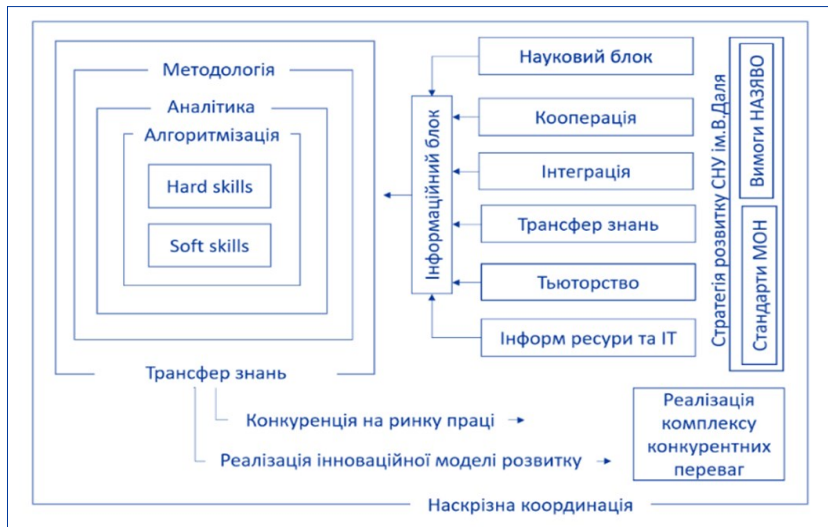 Методологія
Аналітика
Алгоритмізація
Hard skills
Soft skills
Трансфер знань
Інформаційний блок
Науковий блок
Кооперація
Інтеграція
Трансфер знань
Тьюторство
Інформ ресури та ІТ
Стратегія розвитку СНУ ім.В.Даля
Вимоги НАЗЯВО
Стандарти МОН
Конкуренція на ринку праці
Реалізація інноваційної моделі розвитку
Реалізація
комплексу
конкурентних
переваг
Наскрізна координація